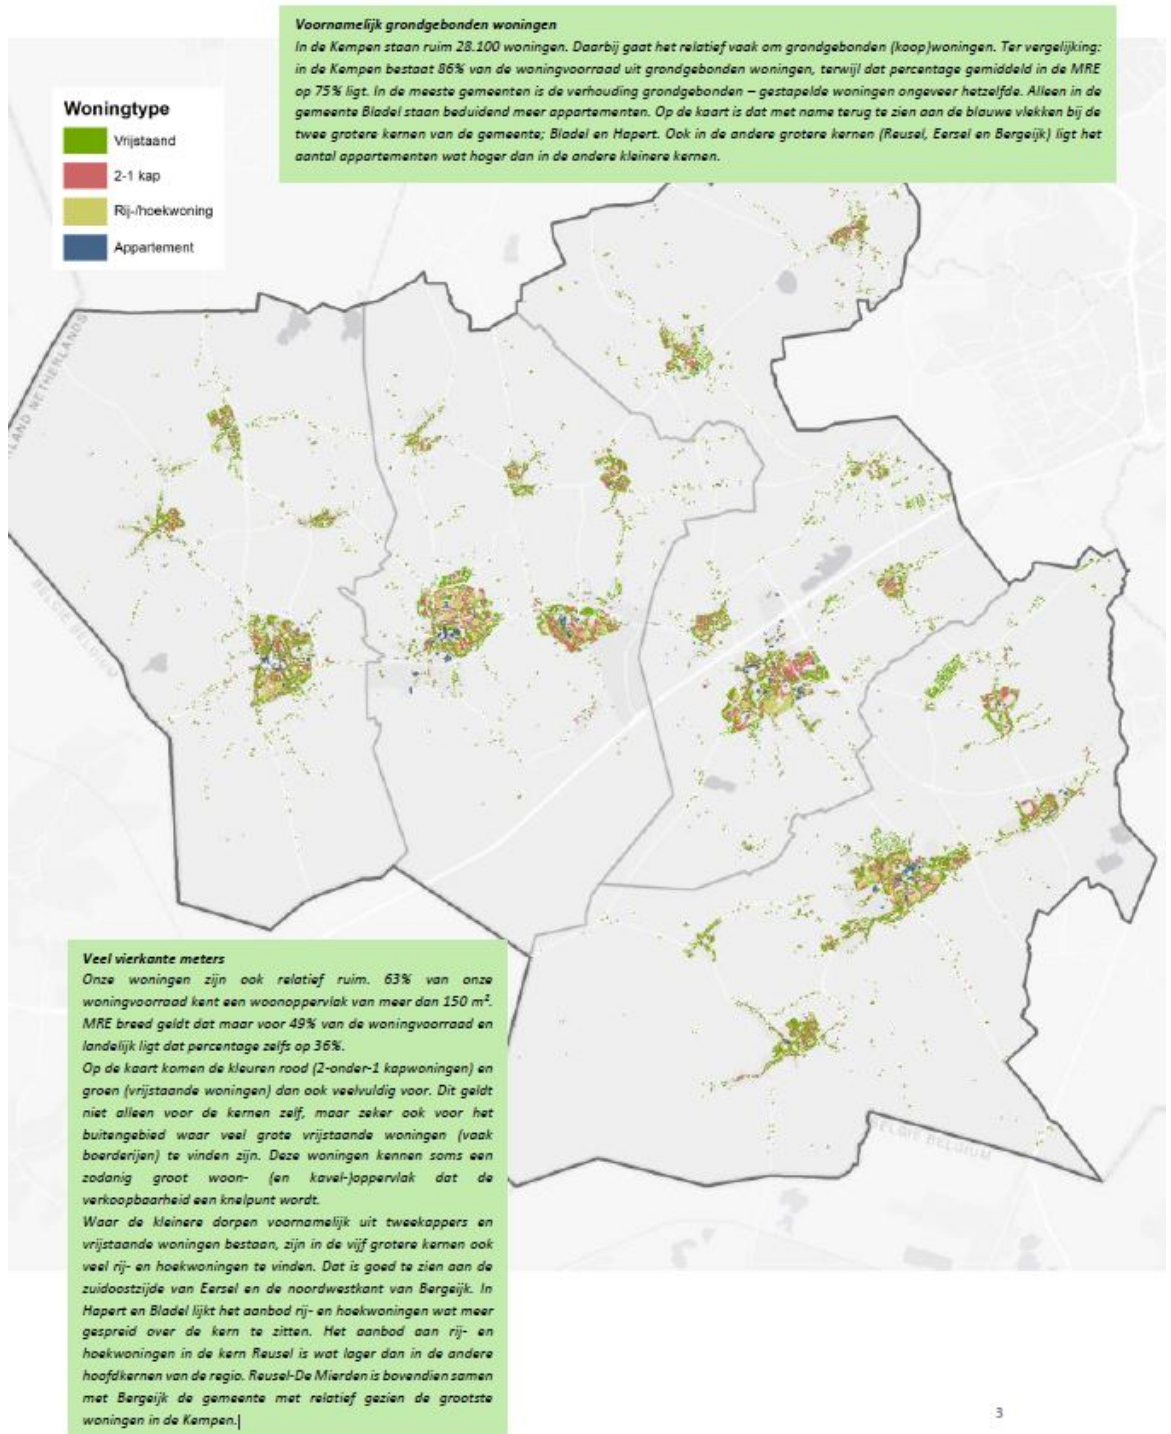 Voornamelijk grondgebonden woningen
In de Kempen staan ruim 28.100 woningen. Daarbij gaat het relatief vaak om grondgebonden (koop)woningen. Ter vergelijking:
in de Kempen bestaat 86% van de woningvoorraad uit grondgebonden woningen, terwijl dat percentage gemiddeld in de MRE
op 75% ligt. In de meeste gemeenten is de verhouding grondgebonden – gestapelde woningen ongeveer hetzelfde. Alleen in de
gemeente Bladel staan beduidend meer appartementen. Op de kaart is dat met name terug te zien aan de blauwe vlekken bij de
twee grotere kernen van de gemeente; Bladel en Hapert. Ook in de andere grotere kernen (Reusel, Eersel en Bergeijk) ligt het
aantal appartementen wat hoger dan in de andere kleinere kernen.
Woningtype
Vrijstaand
2-1 kap
Rij-/hoekwoning
Appartement
LAND NETHERLANDS
BELGIË BELGIUM
BELGIË BELGIUM
Veel vierkante meters
Onze woningen zijn ook relatief ruim. 63% van onze
woningvoorraad kent een woonoppervlak van meer dan 150 m².
MRE breed geldt dat maar voor 49% van de woningvoorraad en
landelijk ligt dat percentage zelfs op 36%.
Op de kaart komen de kleuren rood (2-onder-1 kapwoningen) en
groen (vrijstaande woningen) dan ook veelvuldig voor. Dit geldt
niet alleen voor de kernen zelf, maar zeker ook voor het
buitengebied waar veel grote vrijstaande woningen (vaak
boerderijen) te vinden zijn. Deze woningen kennen soms een
zodanig groot woon- (en kavel-)oppervlak dat de
verkoopbaarheid een knelpunt wordt.
Waar de kleinere dorpen voornamelijk uit tweekappers en
vrijstaande woningen bestaan, zijn in de vijf grotere kernen ook
veel rij- en hoekwoningen te vinden. Dat is goed te zien aan de
zuidoostzijde van Eersel en de noordwestkant van Bergeijk. In
Hapert en Bladel lijkt het aanbod rij- en hoekwoningen wat meer
gespreid over de kern te zitten. Het aanbod aan rij- en
hoekwoningen in de kern Reusel is wat lager dan in de andere
hoofdkernen van de regio. Reusel-De Mierden is bovendien samen
met Bergeijk de gemeente met relatief gezien de grootste
woningen in de Kempen.
3